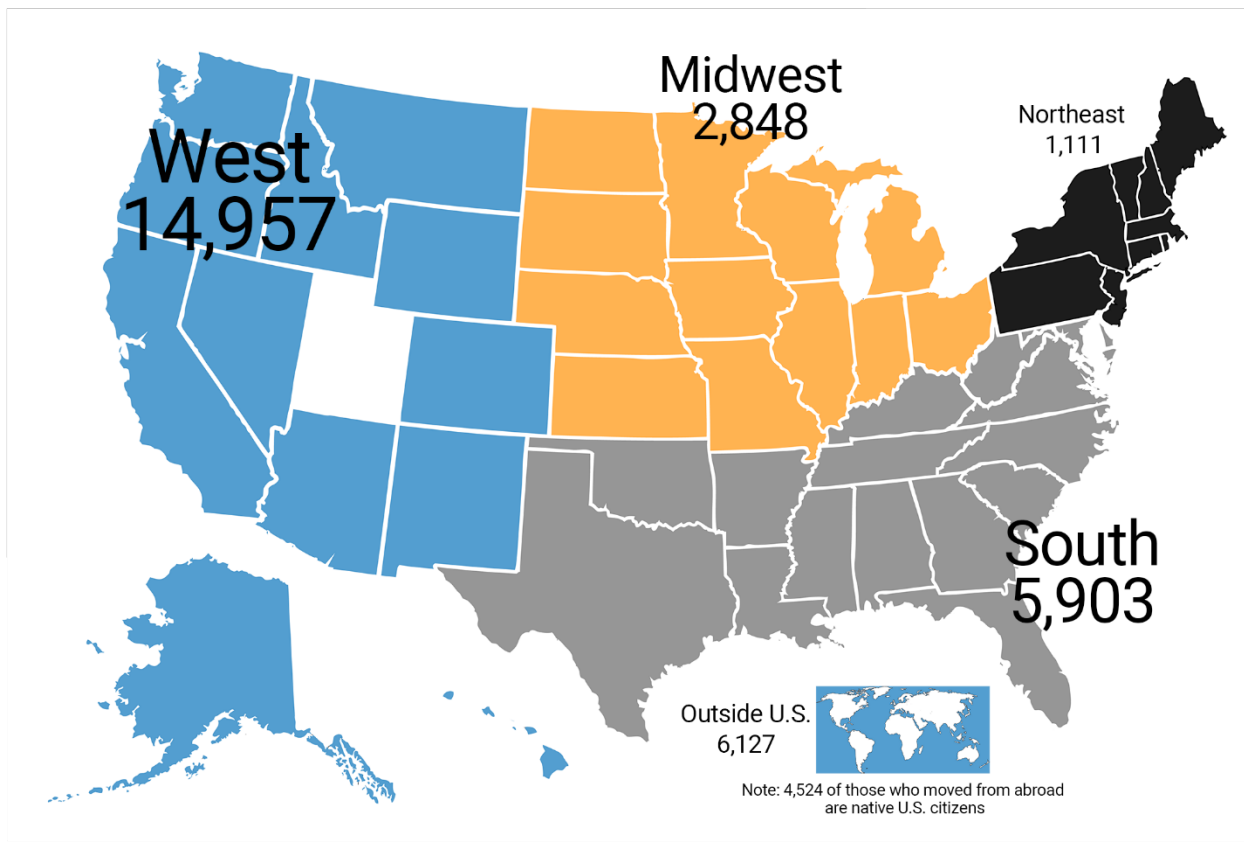 West
14,957
Midwest
2,848
Northeast
1,111
South
5,903
Outside U.S.
6,127
Note: 4,524 of those who moved from abroad
are native U.S. citizens